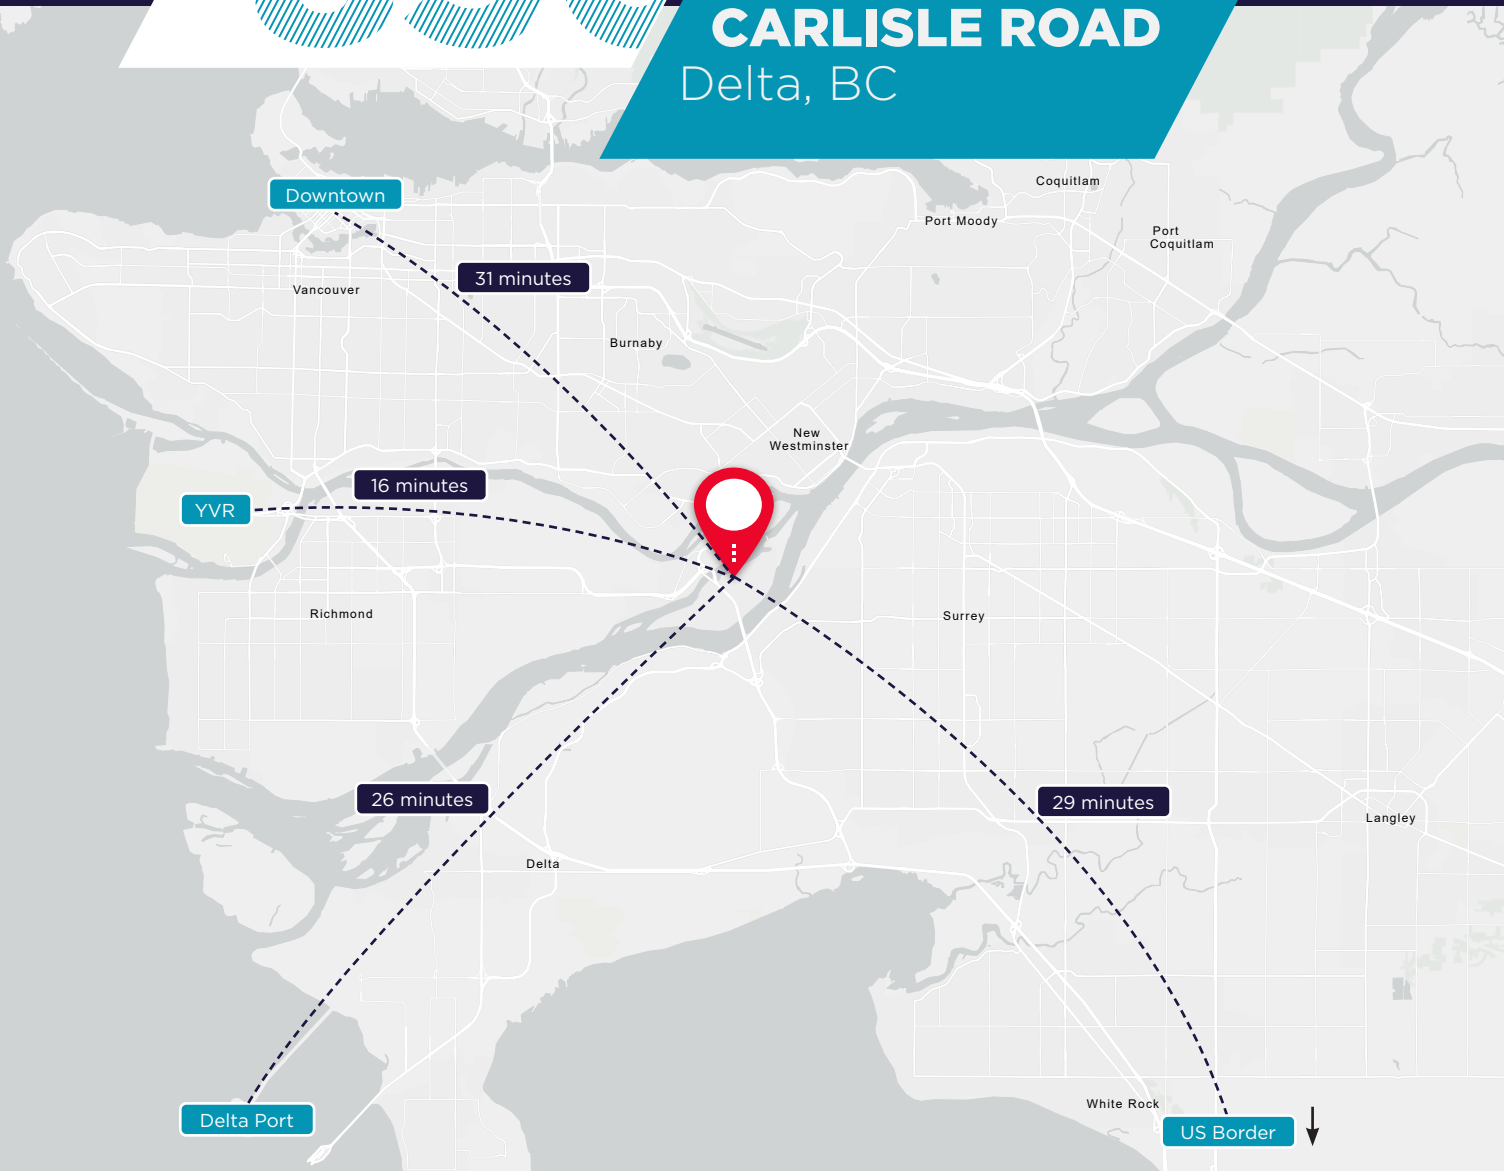 CARLISLE ROAD
Delta, BC
Coquitlam
Downtown
Port Moody
Port
Coquitlam
31 minutes
Vancouver
Burnaby
New
Westminster
16 minutes
YVR
Richmond
Surrey
26 minutes
29 minutes
Langley
Delta
White Rock
Delta Port
US Border